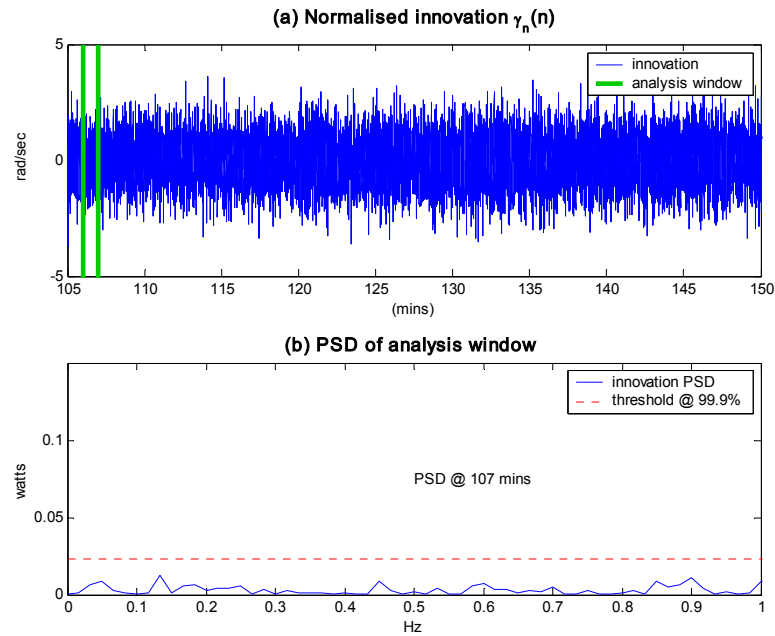 (a) Normalised innovation γn(n)
5
0
-5
rad/sec
innovation
analysis window
105 110 115 120 125 130 135 140 145 150
(mins)
(b) PSD of analysis window
0.1
0.05
0
watts
innovation PSD
threshold @ 99.9%
PSD @ 107 mins
0 0.1 0.2 0.3 0.4 0.5 0.6 0.7 0.8 0.9 1
Hz